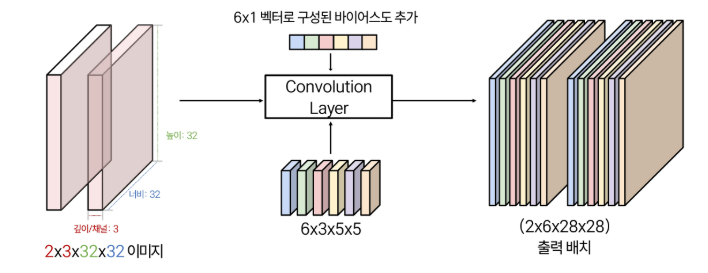 6x1 벡터로 구성된 바이어스도 추가
Convolution
Layer
높이: 32
너비: 32
깊이/채널: 3
2x3x32x32 이미지
6x3x5x5
(2x6x28x28)
출력 배치